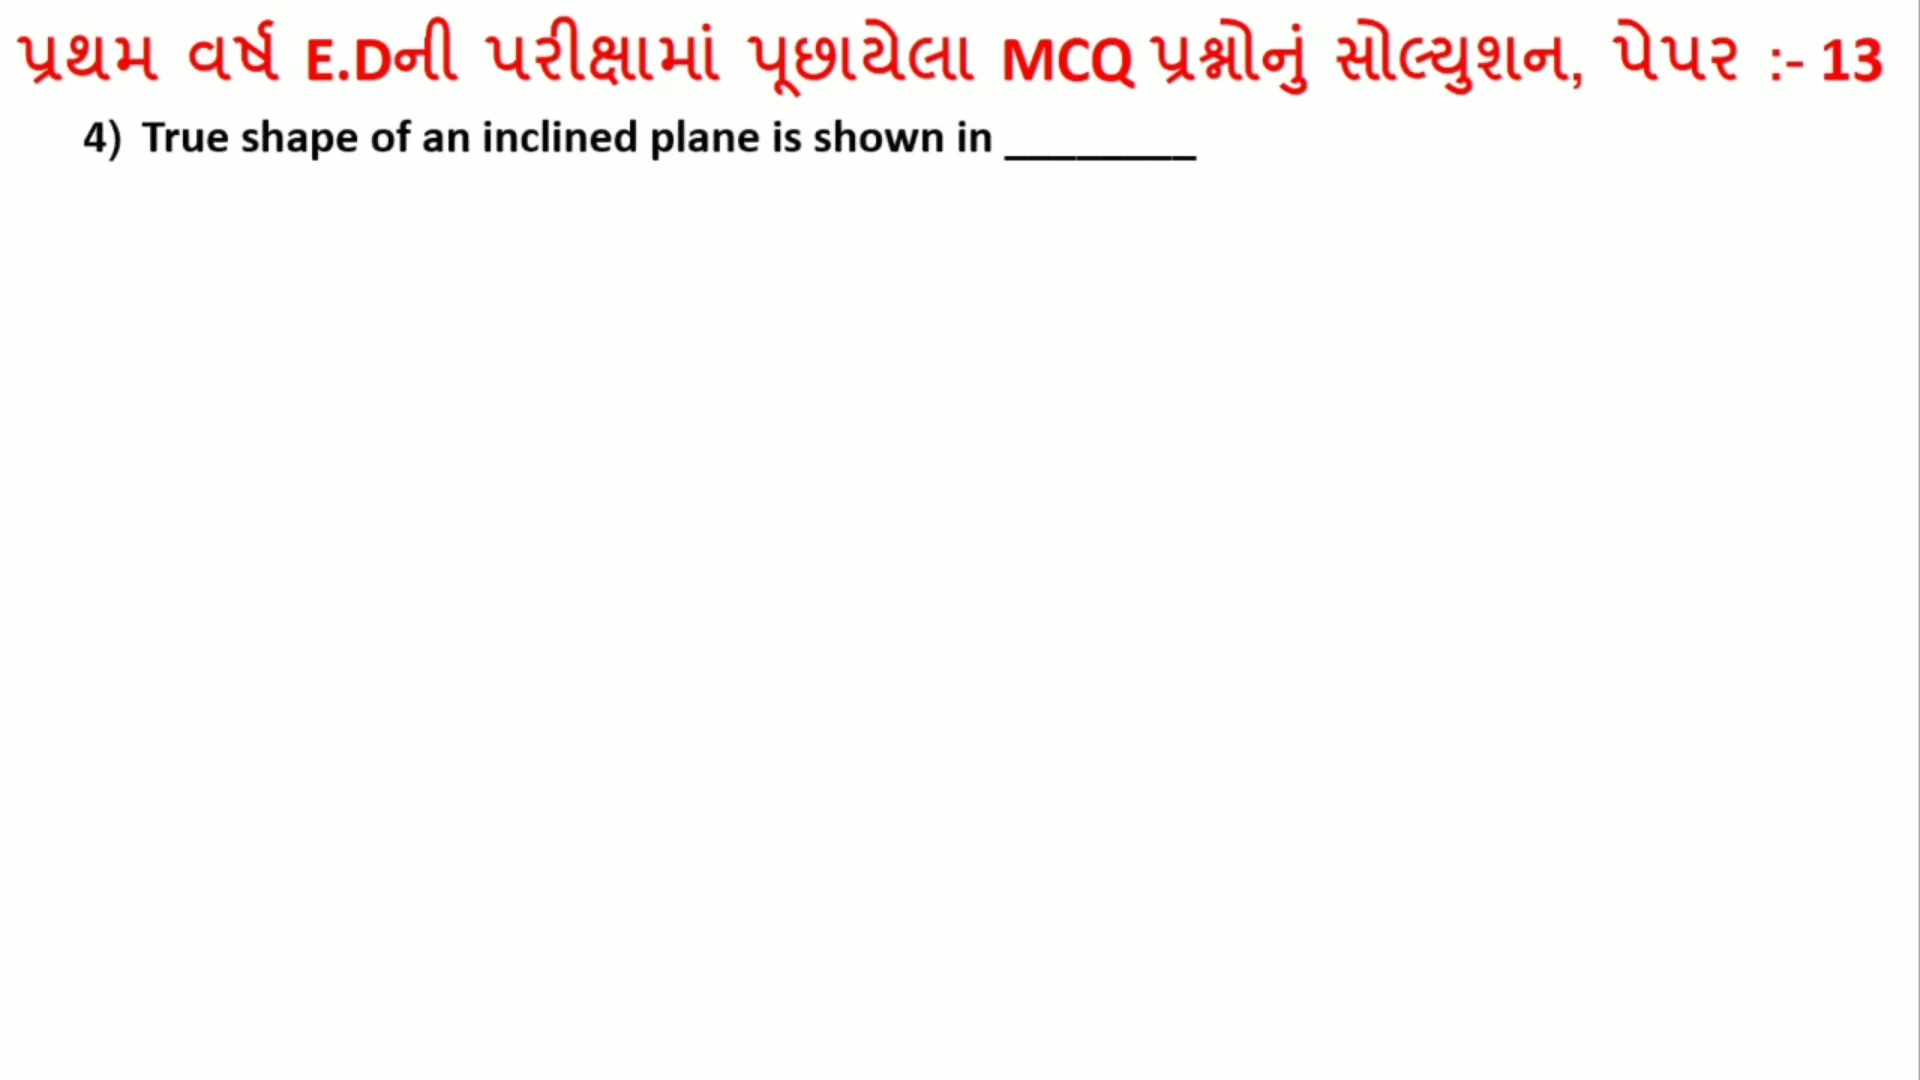 પ્રથમ વર્ષ E.Dની પરીક્ષામાં પૂછાયેલા MCQ પ્રશ્નોનું સોલ્યુશન, પેપર :- 13
4) True shape of an inclined plane is shown in ________